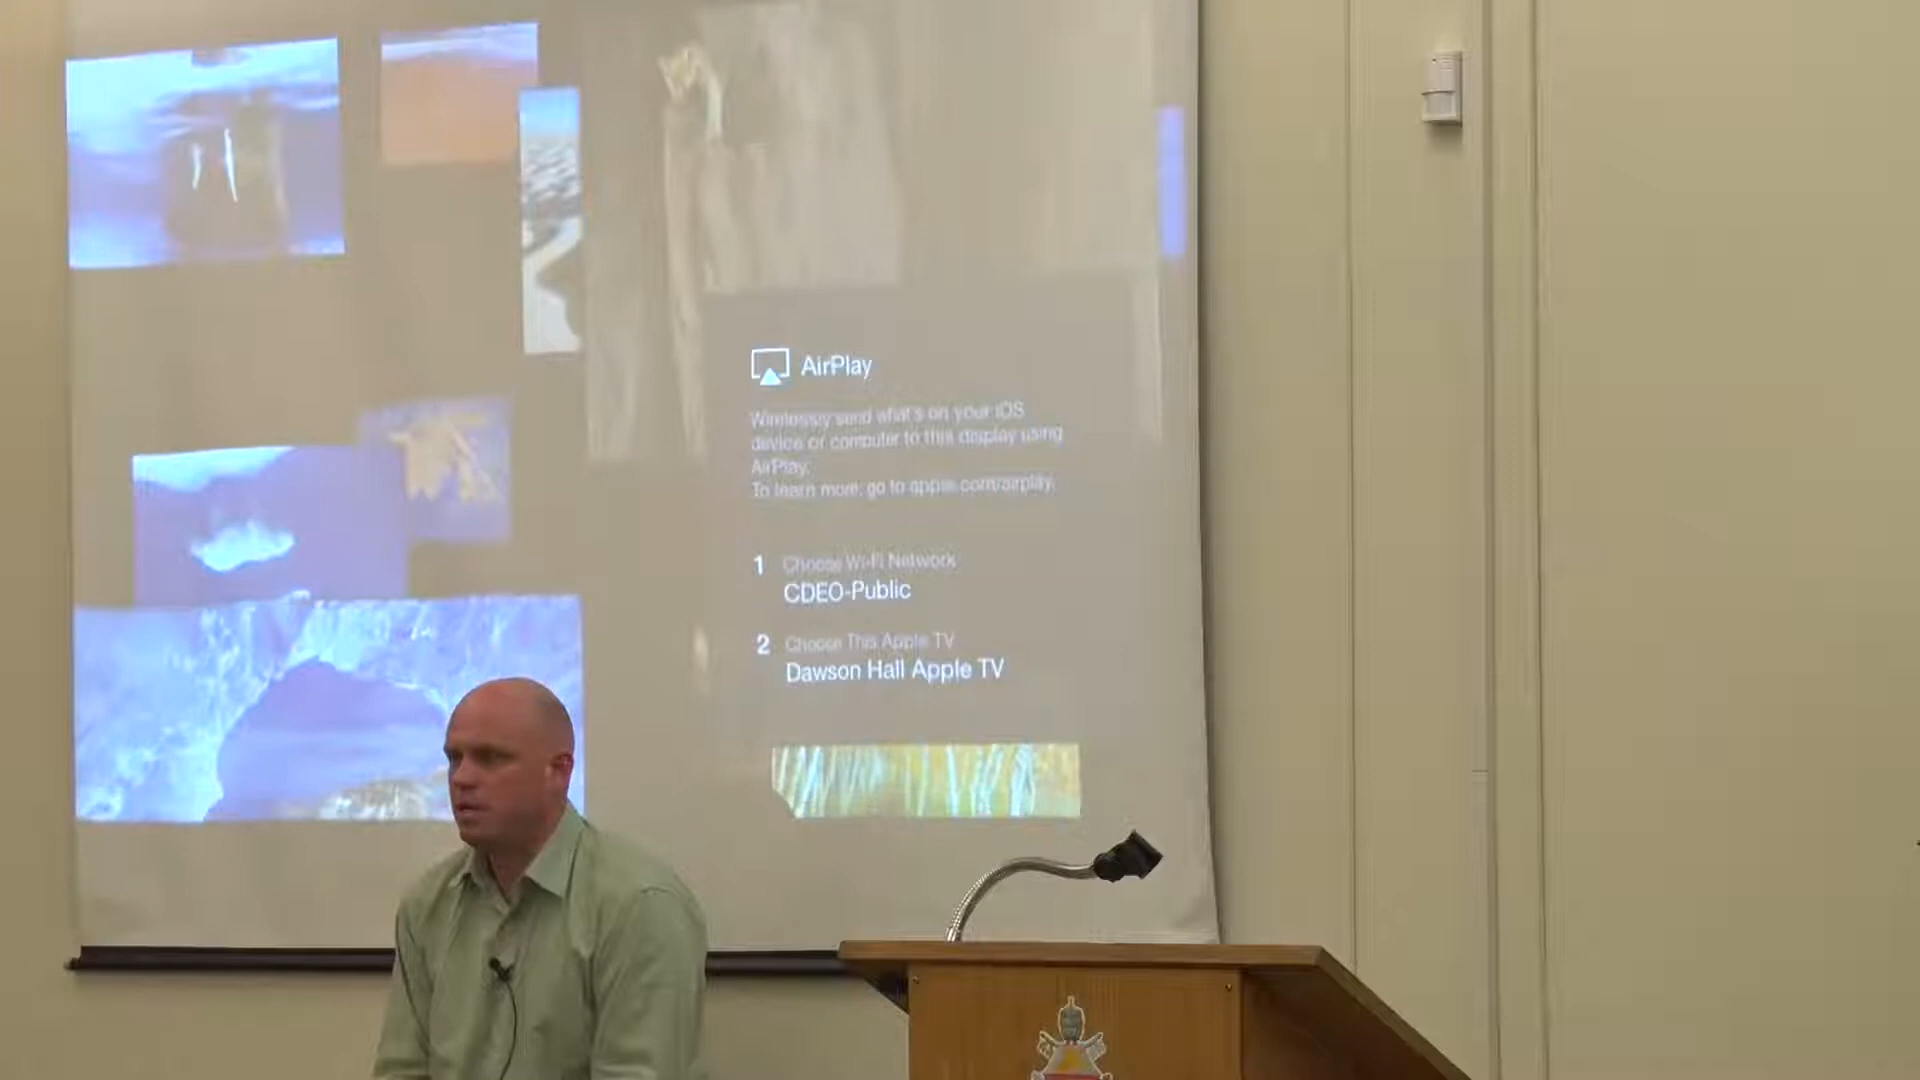 AirPlay
Wirelessly send what's on your iOS
device or computer to this display using
AirPlay.
To learn more, go to apple.com/airplay.
1 Choose Wi-Fi Network
CDEO-Public
2 Choose This Apple TV
Dawson Hall Apple TV